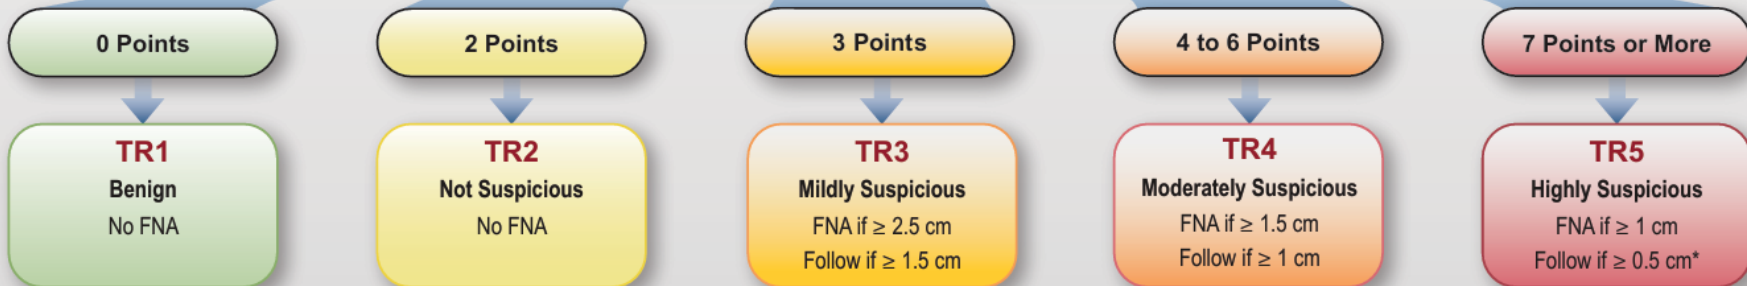 0 Points
2 Points
3 Points
4 to 6 Points
7 Points or More
TR1
Benign
No FNA
TR2
Not Suspicious
No FNA
TR3
Mildly Suspicious
FNA if ≥ 2.5 cm
Follow if ≥ 1.5 cm
TR4
Moderately Suspicious
FNA if ≥ 1.5 cm
Follow if ≥ 1 cm
TR5
Highly Suspicious
FNA if ≥ 1 cm
Follow if ≥ 0.5 cm*